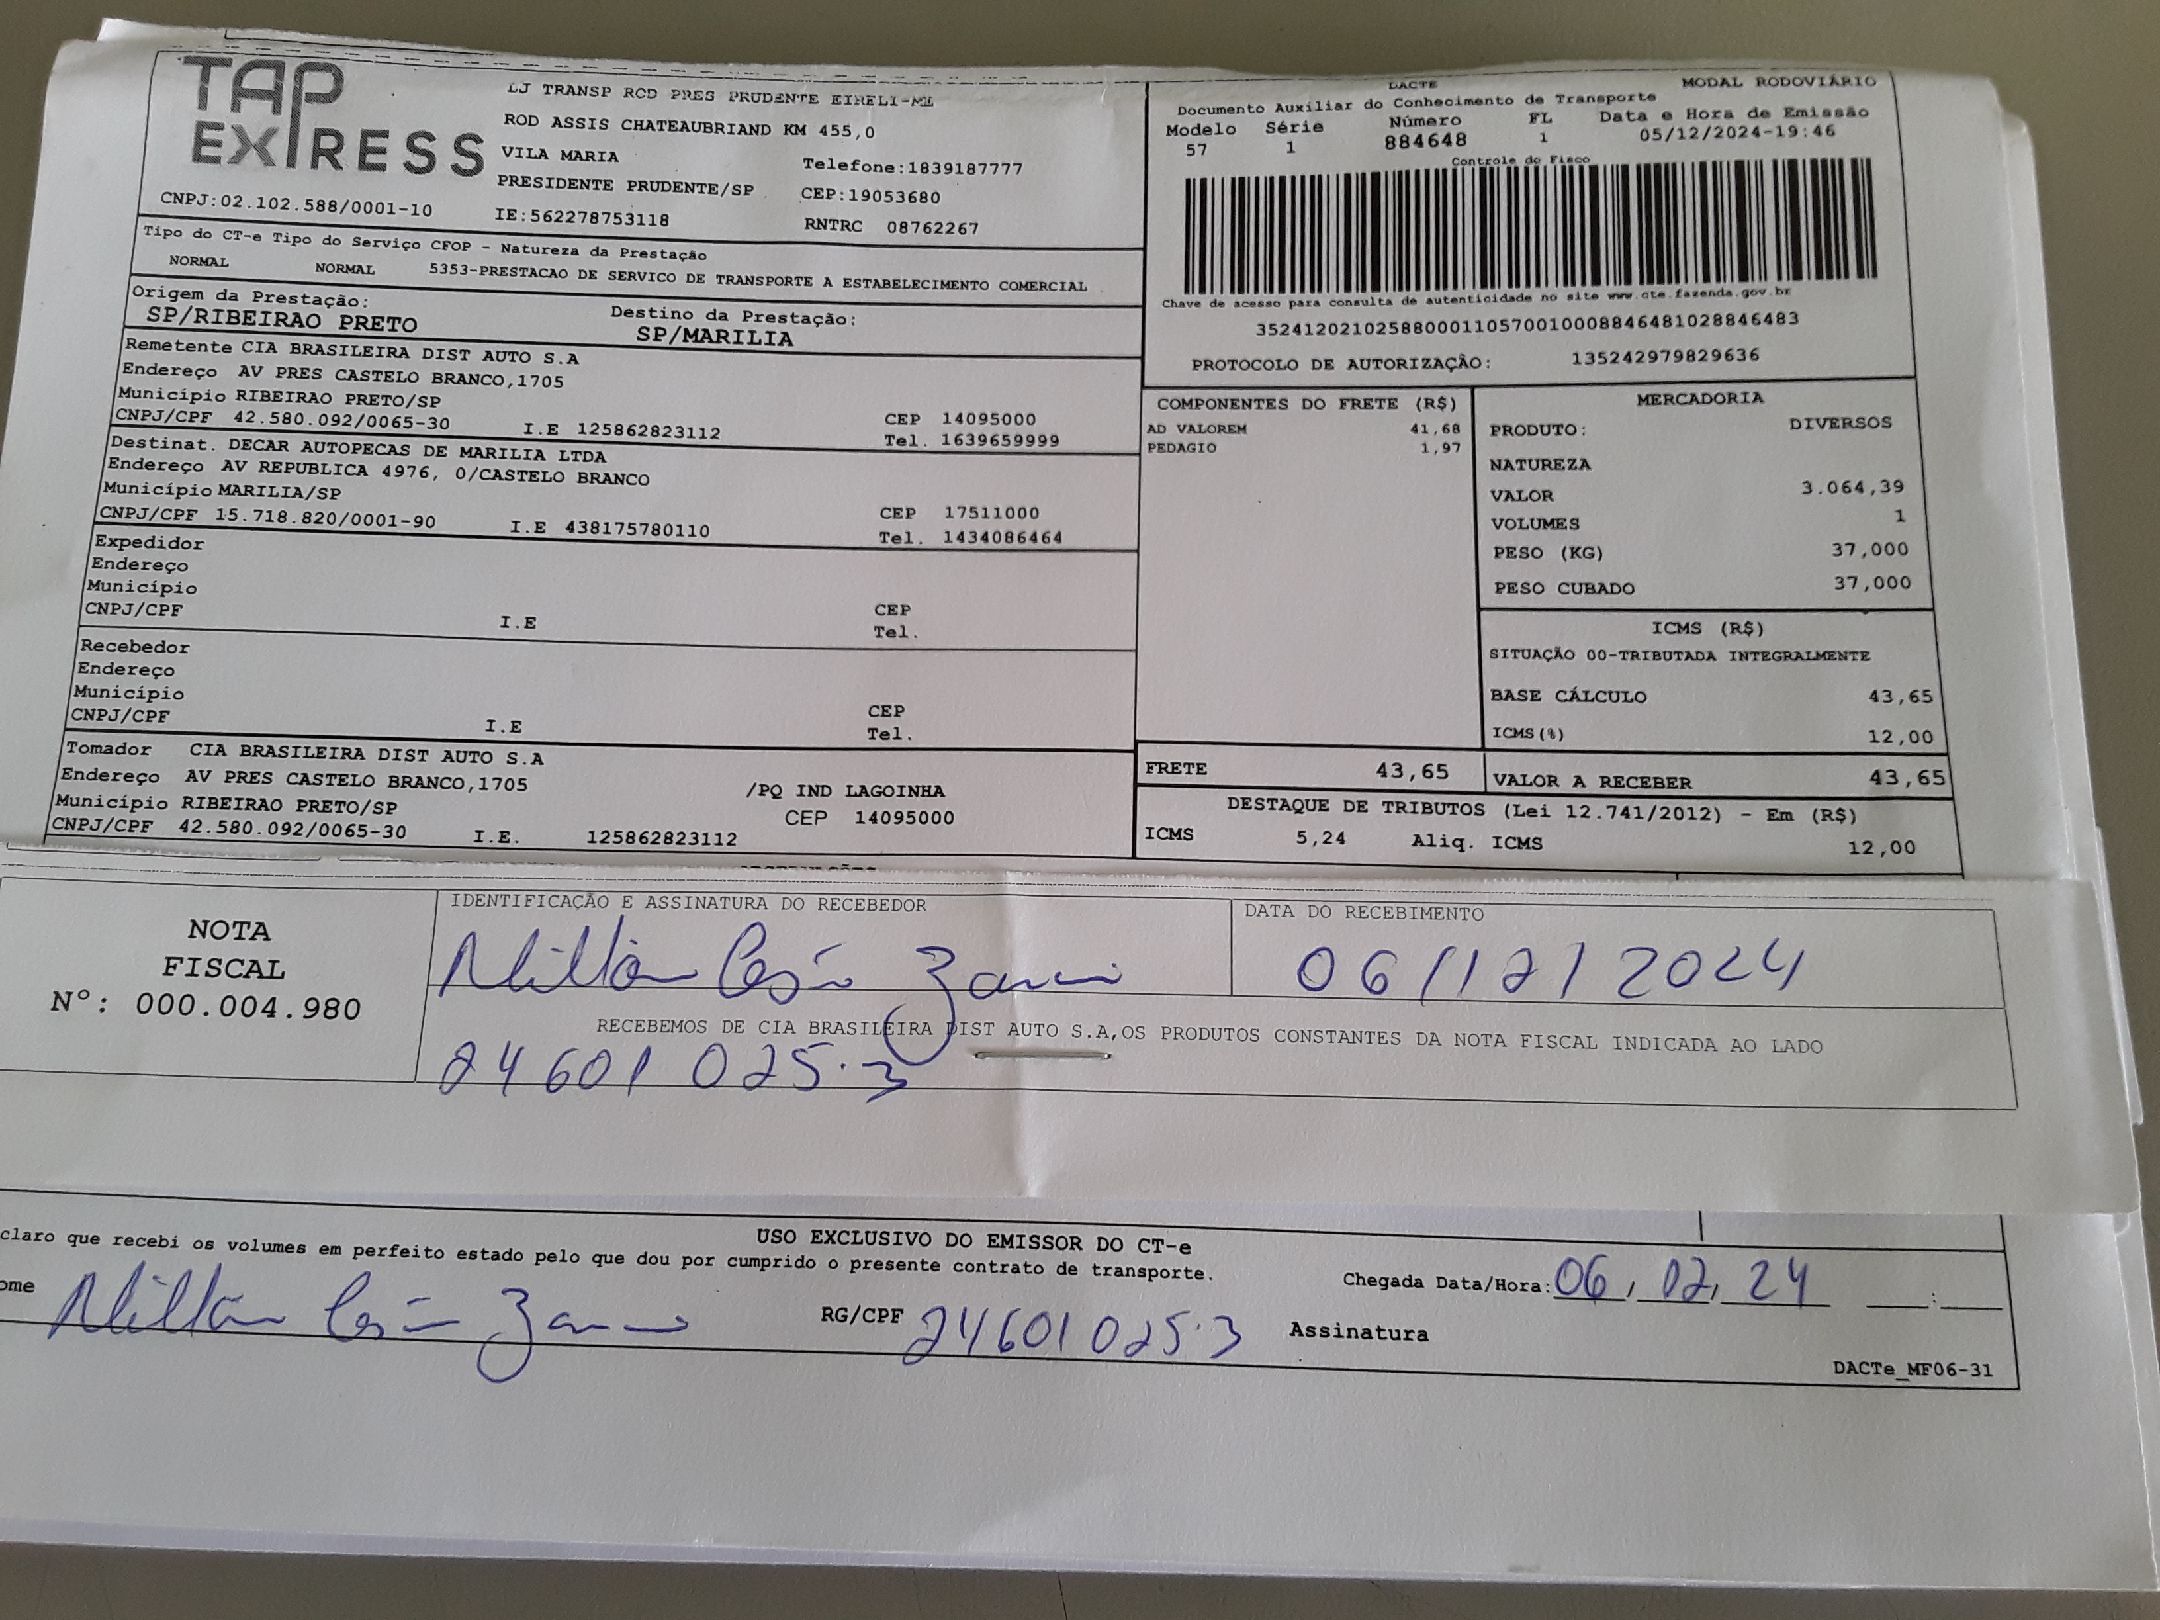 TAP EXPRESS
LJ TRANSP ROD PRES PRUDENTE EIRELI-ME
ROD ASSIS CHATEAUBRIAND KM 455,0
VILA MARIA
Telefone:1839187777
PRESIDENTE PRUDENTE/SP CEP:19053680
CNPJ:02.102.588/0001-10 IE:562278753118 RNTRC 08762267
DACTE MODAL RODOVIÁRIO
Documento Auxiliar do Conhecimento de Transporte
Modelo Série Número FL Data e Hora de Emissão
57 1 884648 1 05/12/2024-19:46
Controle do Fisco
Chave de acesso para consulta de autenticidade no site www.cte.fazenda.gov.br
35241202102588000110570010008846481028846483
PROTOCOLO DE AUTORIZAÇÃO: 135242979829636
Tipo do CT-e Tipo do Serviço CFOP - Natureza da Prestação
NORMAL NORMAL 5353-PRESTACAO DE SERVICO DE TRANSPORTE A ESTABELECIMENTO COMERCIAL
Origem da Prestação: Destino da Prestação:
SP/RIBEIRAO PRETO SP/MARILIA
Remetente CIA BRASILEIRA DIST AUTO S.A
Endereço AV PRES CASTELO BRANCO,1705
Município RIBEIRAO PRETO/SP CEP 14095000
CNPJ/CPF 42.580.092/0065-30 I.E 125862823112 Tel. 1639659999
Destinat. DECAR AUTOPECAS DE MARILIA LTDA
Endereço AV REPUBLICA 4976, 0/CASTELO BRANCO
Município MARILIA/SP CEP 17511000
CNPJ/CPF 15.718.820/0001-90 I.E 438175780110 Tel. 1434086464
Expedidor
Endereço
Município CEP
CNPJ/CPF I.E Tel.
Recebedor
Endereço
Município CEP
CNPJ/CPF I.E Tel.
Tomador CIA BRASILEIRA DIST AUTO S.A
Endereço AV PRES CASTELO BRANCO,1705 /PQ IND LAGOINHA
Município RIBEIRAO PRETO/SP CEP 14095000
CNPJ/CPF 42.580.092/0065-30 I.E. 125862823112
COMPONENTES DO FRETE (R$)
AD VALOREM 41,68
PEDAGIO 1,97
MERCADORIA
PRODUTO: DIVERSOS
NATUREZA
VALOR 3.064,39
VOLUMES 1
PESO (KG) 37,000
PESO CUBADO 37,000
ICMS (R$)
SITUAÇÃO 00-TRIBUTADA INTEGRALMENTE
BASE CÁLCULO 43,65
ICMS(%) 12,00
FRETE 43,65 VALOR A RECEBER 43,65
DESTAQUE DE TRIBUTOS (Lei 12.741/2012) - Em (R$)
ICMS 5,24 Aliq. ICMS 12,00
NOTA
FISCAL
Nº: 000.004.980
IDENTIFICAÇÃO E ASSINATURA DO RECEBEDOR
DATA DO RECEBIMENTO
06/12/2024
RECEBEMOS DE CIA BRASILEIRA DIST AUTO S.A,OS PRODUTOS CONSTANTES DA NOTA FISCAL INDICADA AO LADO
24601025.3
USO EXCLUSIVO DO EMISSOR DO CT-e
claro que recebi os volumes em perfeito estado pelo que dou por cumprido o presente contrato de transporte.
ome RG/CPF 24601025.3
Chegada Data/Hora: 06, 12, 24 ___:___
Assinatura
DACTe_MF06-31